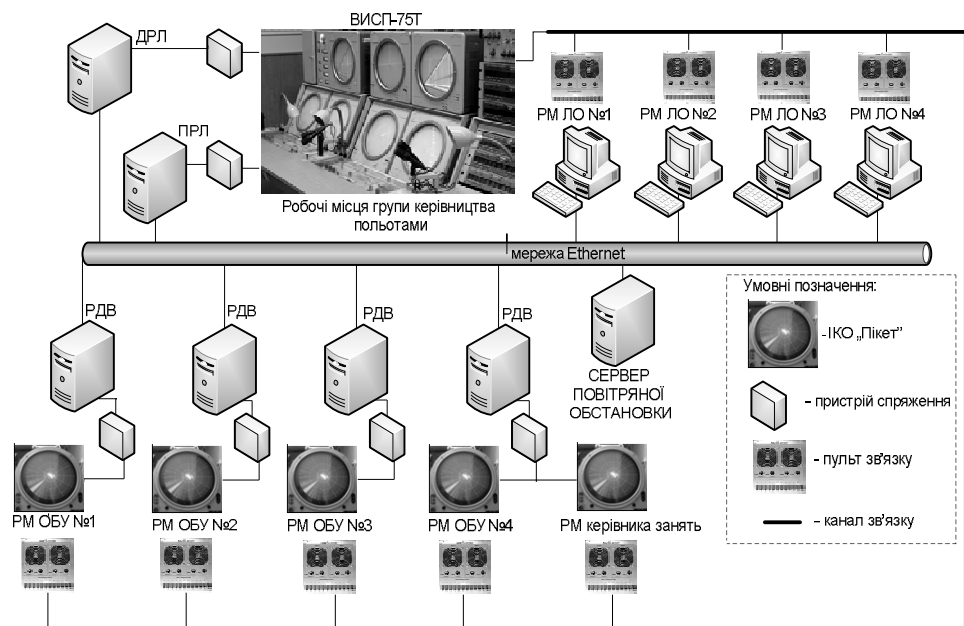 ВИСП-75Т
ДРЛ
ПРЛ
РМ ЛО №1
РМ ЛО №2
РМ ЛО №3
РМ ЛО №4
Робочі місця групи керівництва
польотами
мережа Ethernet
РДВ
РДВ
РДВ
РДВ
СЕРВЕР
ПОВІТРЯНОЇ
ОБСТАНОВКИ
Умовні позначення:
-ІКО „Пікет”
- пристрій спряження
- пульт зв'язку
- канал зв'язку
РМ ОБУ №1
РМ ОБУ №2
РМ ОБУ №3
РМ ОБУ №4
РМ керівника занять